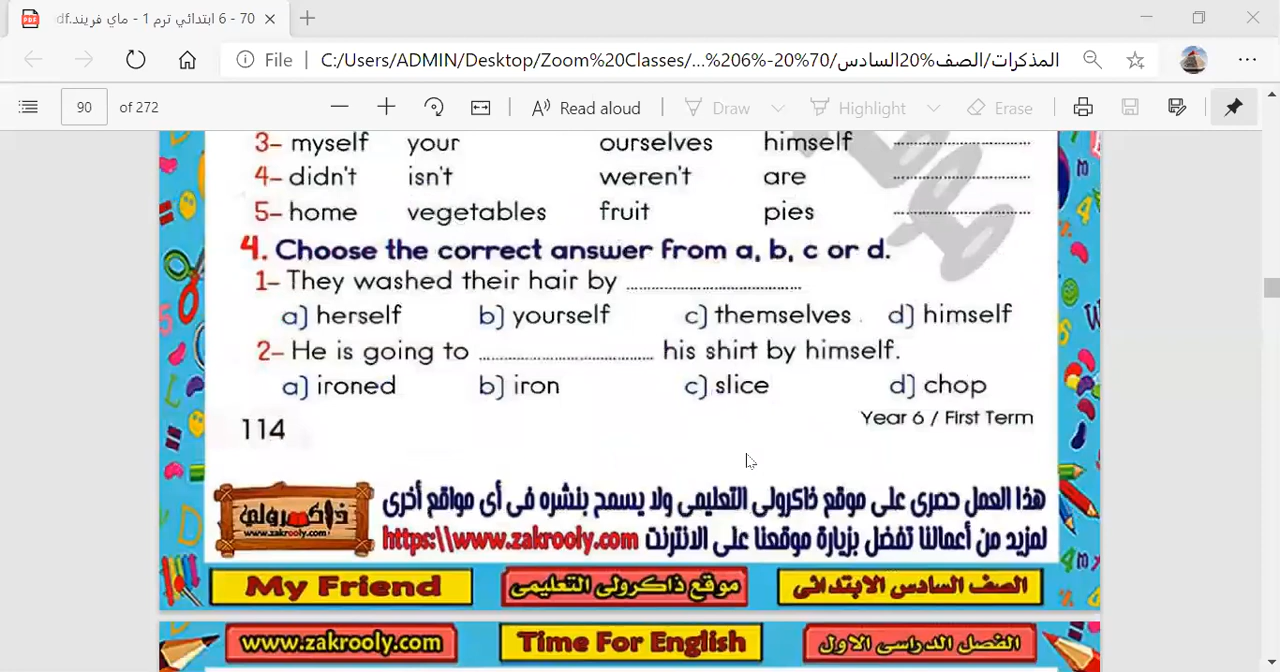 70 - 6 ابتدائي ترم 1 - ماي فريند.df
File C:/Users/ADMIN/Desktop/Zoom%20Classes/المذكرات/الصف%20السادس/70%20-%206%...
90 of 272 Read aloud Draw Highlight Erase
3- myself your ourselves himself
4- didn't isn't weren't are
5- home vegetables fruit pies
4. Choose the correct answer from a, b, c or d.
1- They washed their hair by ................................
a) herself b) yourself c) themselves d) himself
2- He is going to ................................ his shirt by himself.
a) ironed b) iron c) slice d) chop
114 Year 6 / First Term
هذا العمل حصرى على موقع ذاكرولى التعليمى ولا يسمح بنشره فى أى مواقع أخرى
لمزيد من أعمالنا تفضل بزيارة موقعنا على الانترنت https:\\www.zakrooly.com
ذاكرولي
www.zakrooly.com
My Friend موقع ذاكرولى التعليمى الصف السادس الابتدائى
www.zakrooly.com Time For English الفصل الدراسى الاول